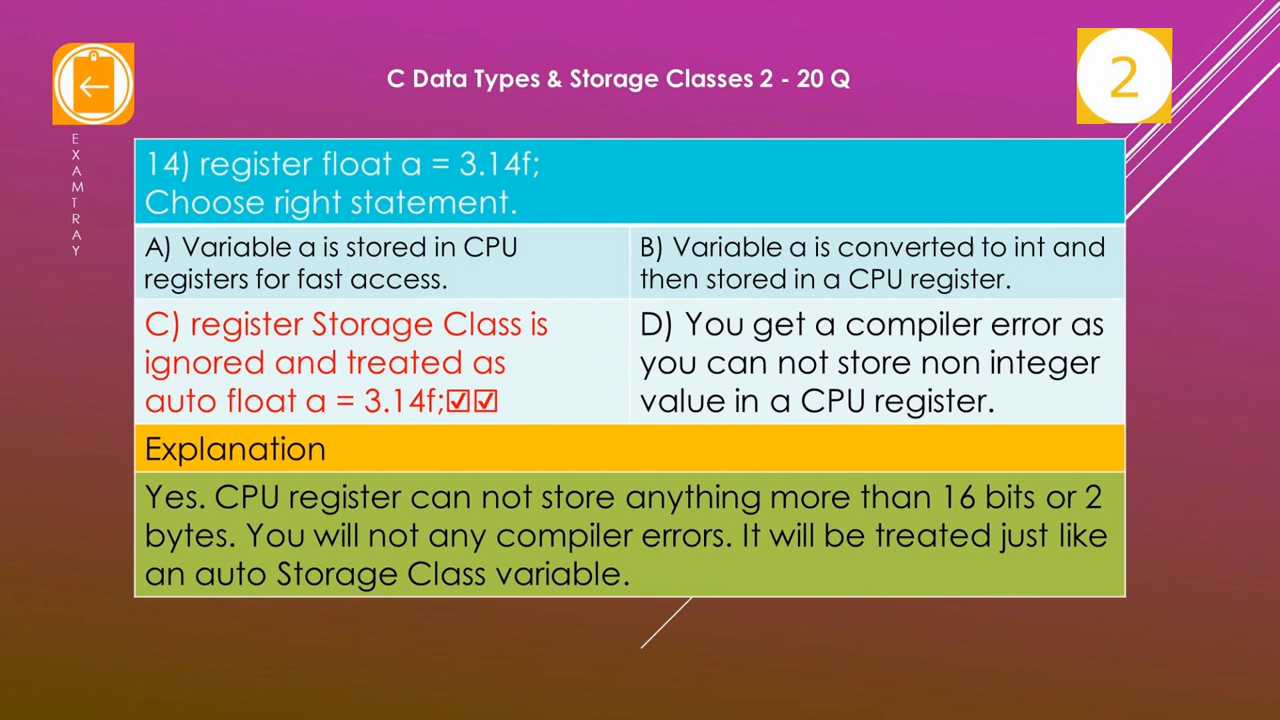 C Data Types & Storage Classes 2 - 20 Q
2
EXAMTRAY
14) register float a = 3.14f;
Choose right statement.
A) Variable a is stored in CPU
registers for fast access.
B) Variable a is converted to int and
then stored in a CPU register.
C) register Storage Class is
ignored and treated as
auto float a = 3.14f;☑☑
D) You get a compiler error as
you can not store non integer
value in a CPU register.
Explanation
Yes. CPU register can not store anything more than 16 bits or 2
bytes. You will not any compiler errors. It will be treated just like
an auto Storage Class variable.